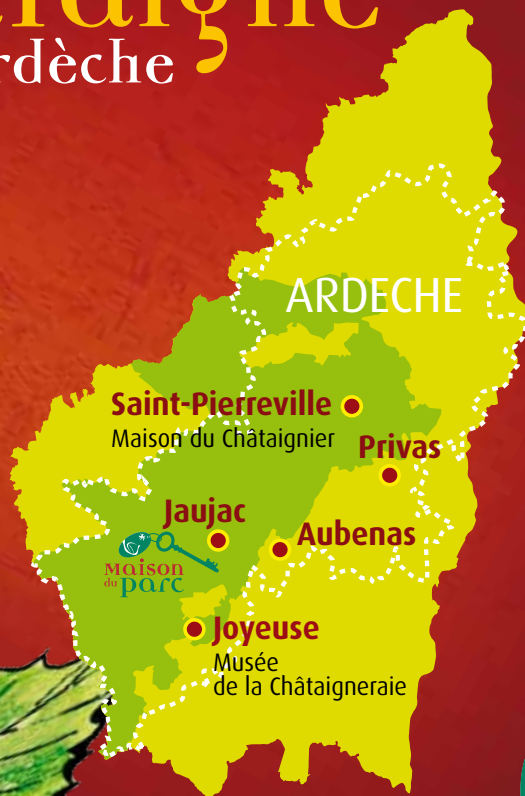 rdèche
ARDECHE
Saint-Pierreville
Maison du Châtaignier
Privas
Jaujac
Aubenas
Maison
du parc
Joyeuse
Musée
de la Châtaigneraie